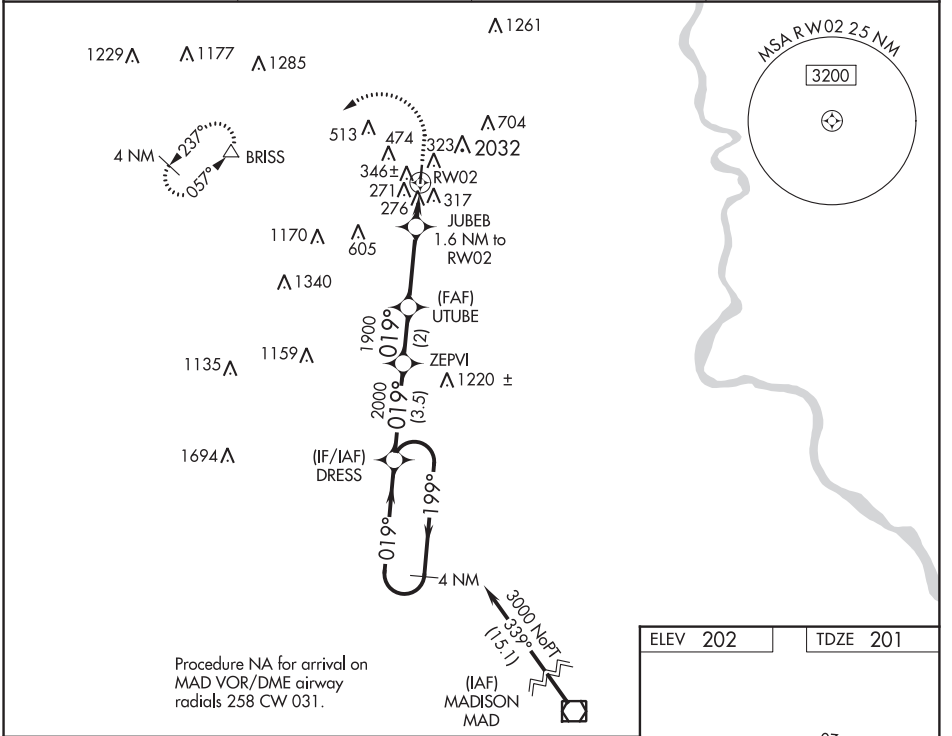 1261
1229
1177
1285
MSA RW02 25 NM
3200
513
474
704
323
2032
4 NM
237°
057°
BRISS
346±
RW02
271
276
317
JUBEB
1.6 NM to
RW02
1170
605
1340
(FAF)
UTUBE
1900
019°
(2)
1135
1159
ZEPVI
1220 ±
2000
019°
(3.5)
1694
(IF/IAF)
DRESS
019°
199°
4 NM
3000 NoPT
339°
(15.1)
(IAF)
MADISON
MAD
Procedure NA for arrival on
MAD VOR/DME airway
radials 258 CW 031.
ELEV 202
TDZE 201